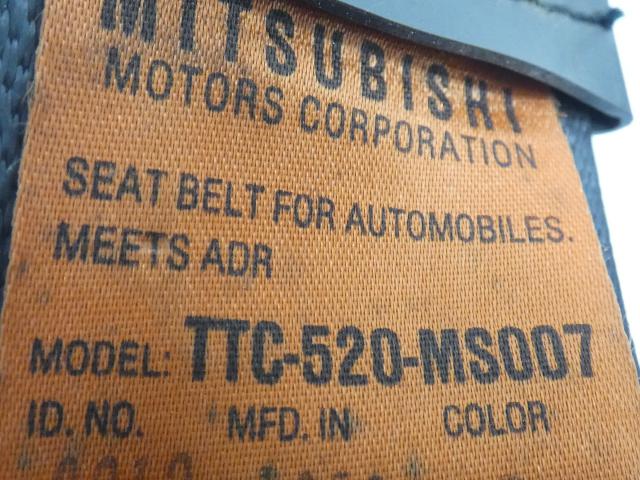 MITSUBISHI
MOTORS CORPORATION
SEAT BELT FOR AUTOMOBILES.
MEETS ADR
MODEL: TTC-520-MS007
ID. NO. MFD. IN COLOR